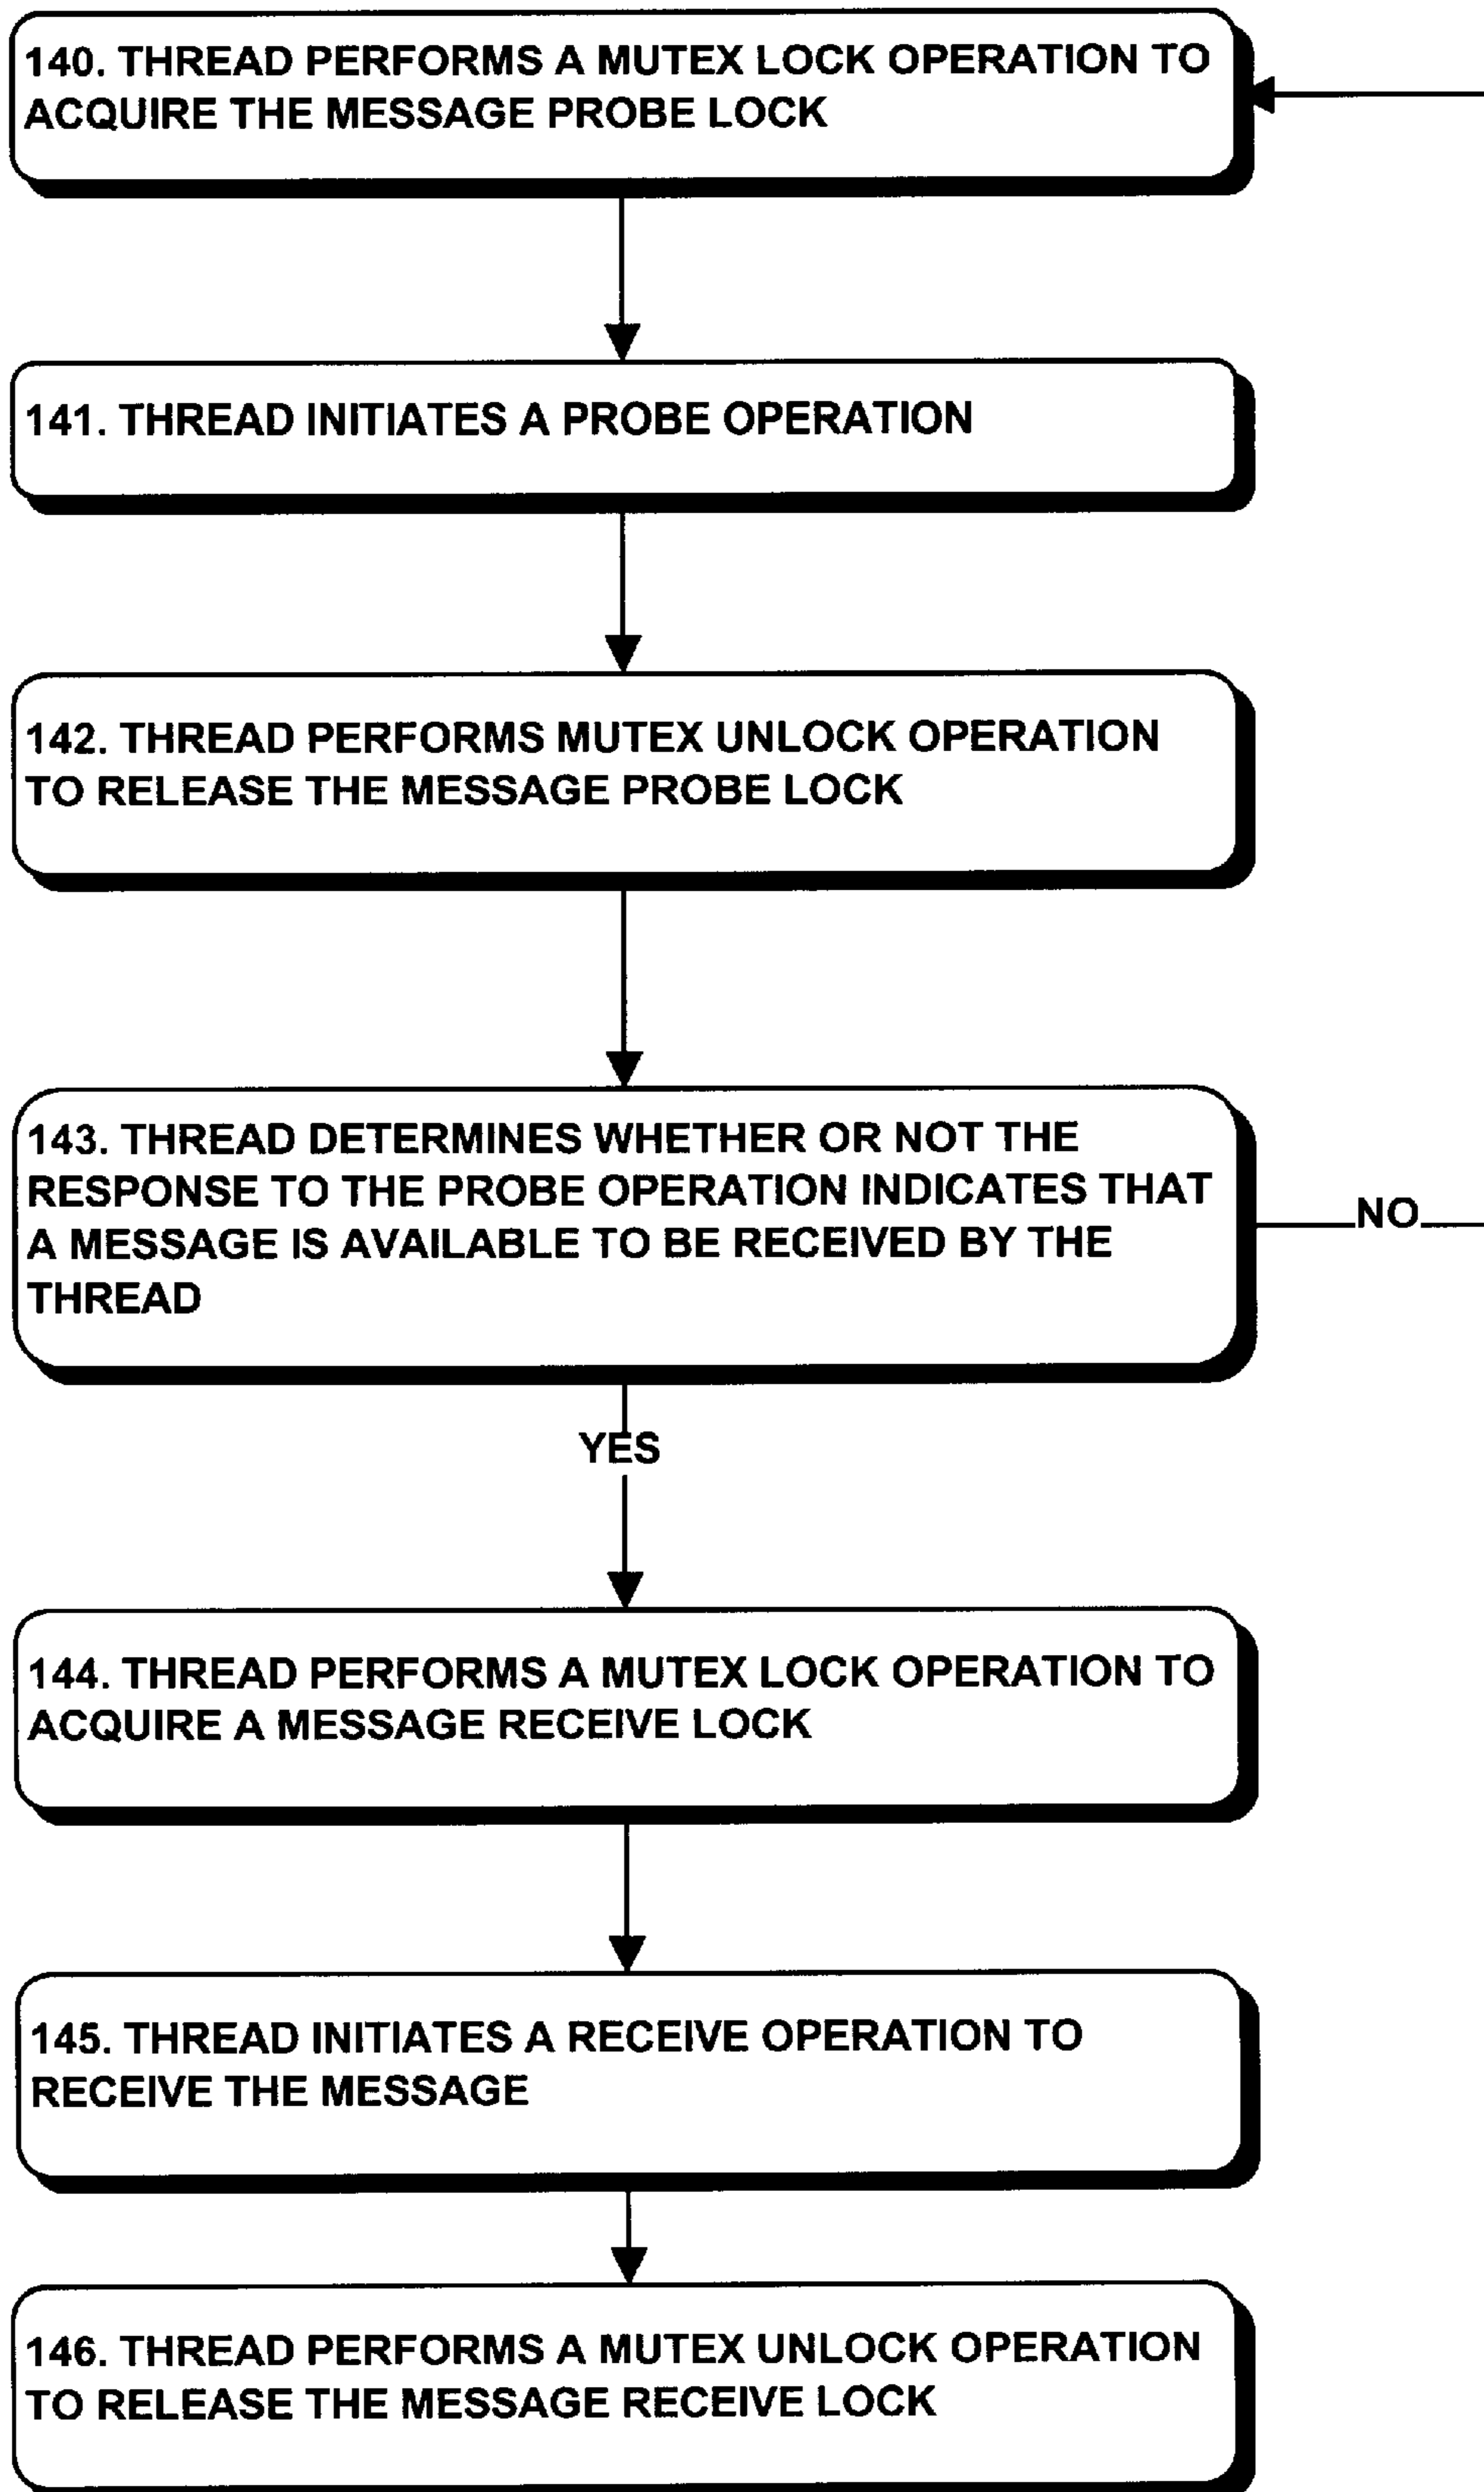 140. THREAD PERFORMS A MUTEX LOCK OPERATION TO
ACQUIRE THE MESSAGE PROBE LOCK
141. THREAD INITIATES A PROBE OPERATION
142. THREAD PERFORMS MUTEX UNLOCK OPERATION
TO RELEASE THE MESSAGE PROBE LOCK
143. THREAD DETERMINES WHETHER OR NOT THE
RESPONSE TO THE PROBE OPERATION INDICATES THAT
A MESSAGE IS AVAILABLE TO BE RECEIVED BY THE
THREAD
NO
YES
144. THREAD PERFORMS A MUTEX LOCK OPERATION TO
ACQUIRE A MESSAGE RECEIVE LOCK
145. THREAD INITIATES A RECEIVE OPERATION TO
RECEIVE THE MESSAGE
146. THREAD PERFORMS A MUTEX UNLOCK OPERATION
TO RELEASE THE MESSAGE RECEIVE LOCK